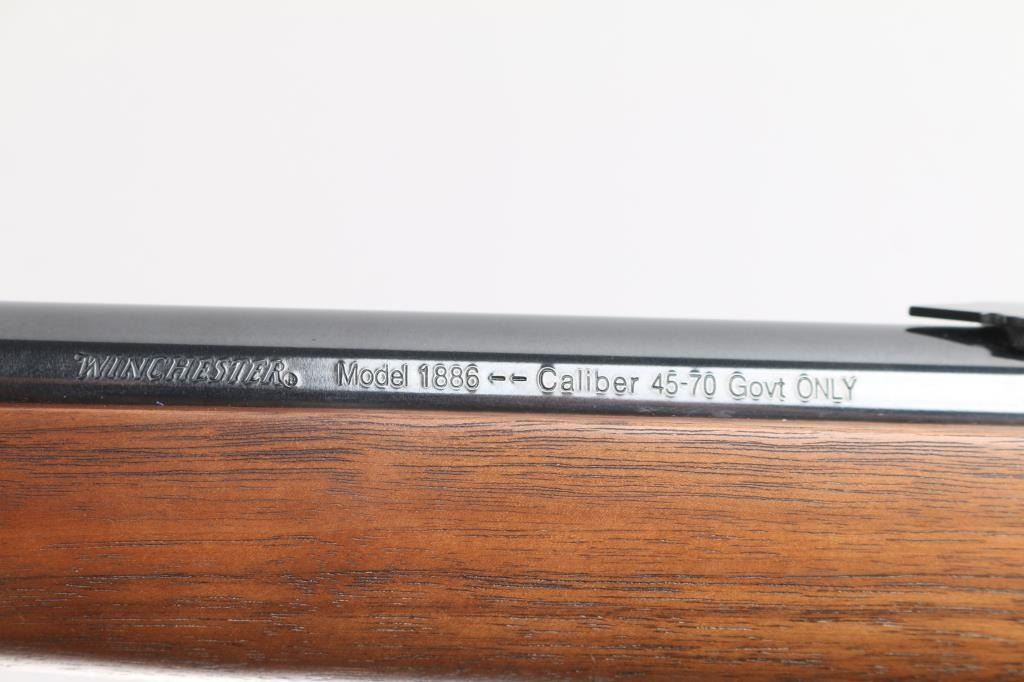 WINCHESTER® Model 1886 -- Caliber 45-70 Govt ONLY